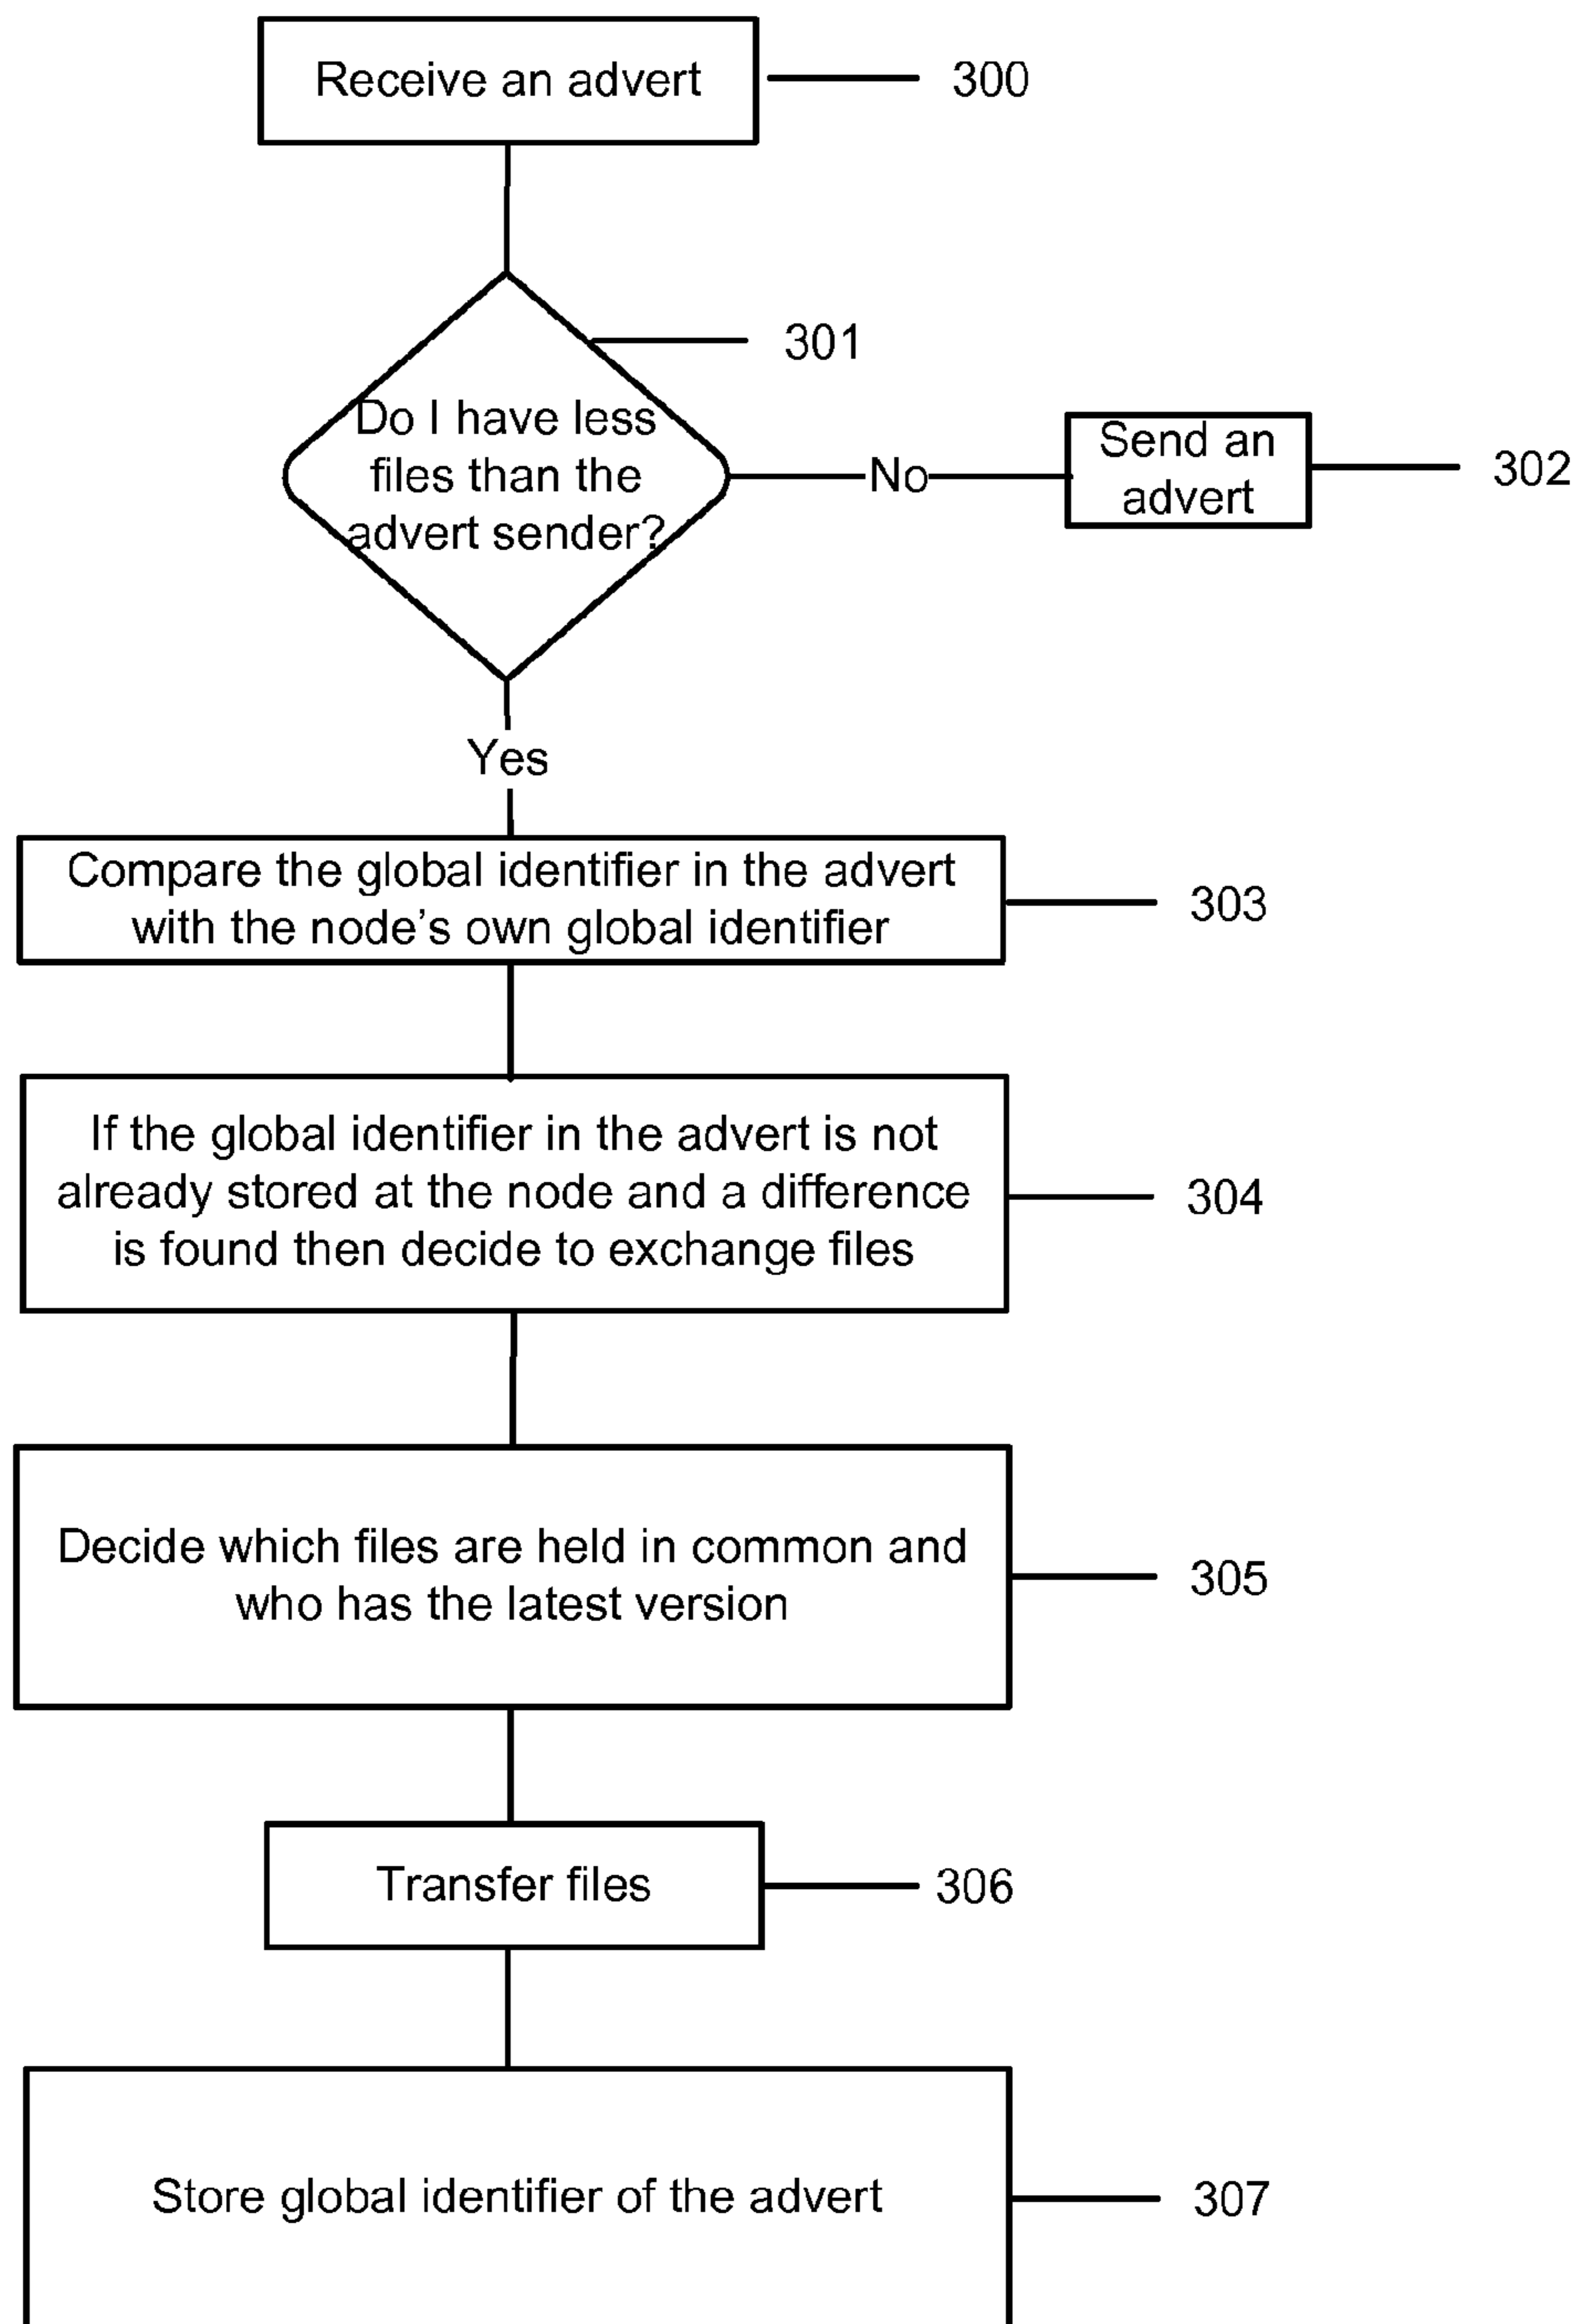 Receive an advert
300
301
Do I have less
files than the
advert sender?
No
Send an
advert
302
Yes
Compare the global identifier in the advert
with the node’s own global identifier
303
If the global identifier in the advert is not
already stored at the node and a difference
is found then decide to exchange files
304
Decide which files are held in common and
who has the latest version
305
Transfer files
306
Store global identifier of the advert
307